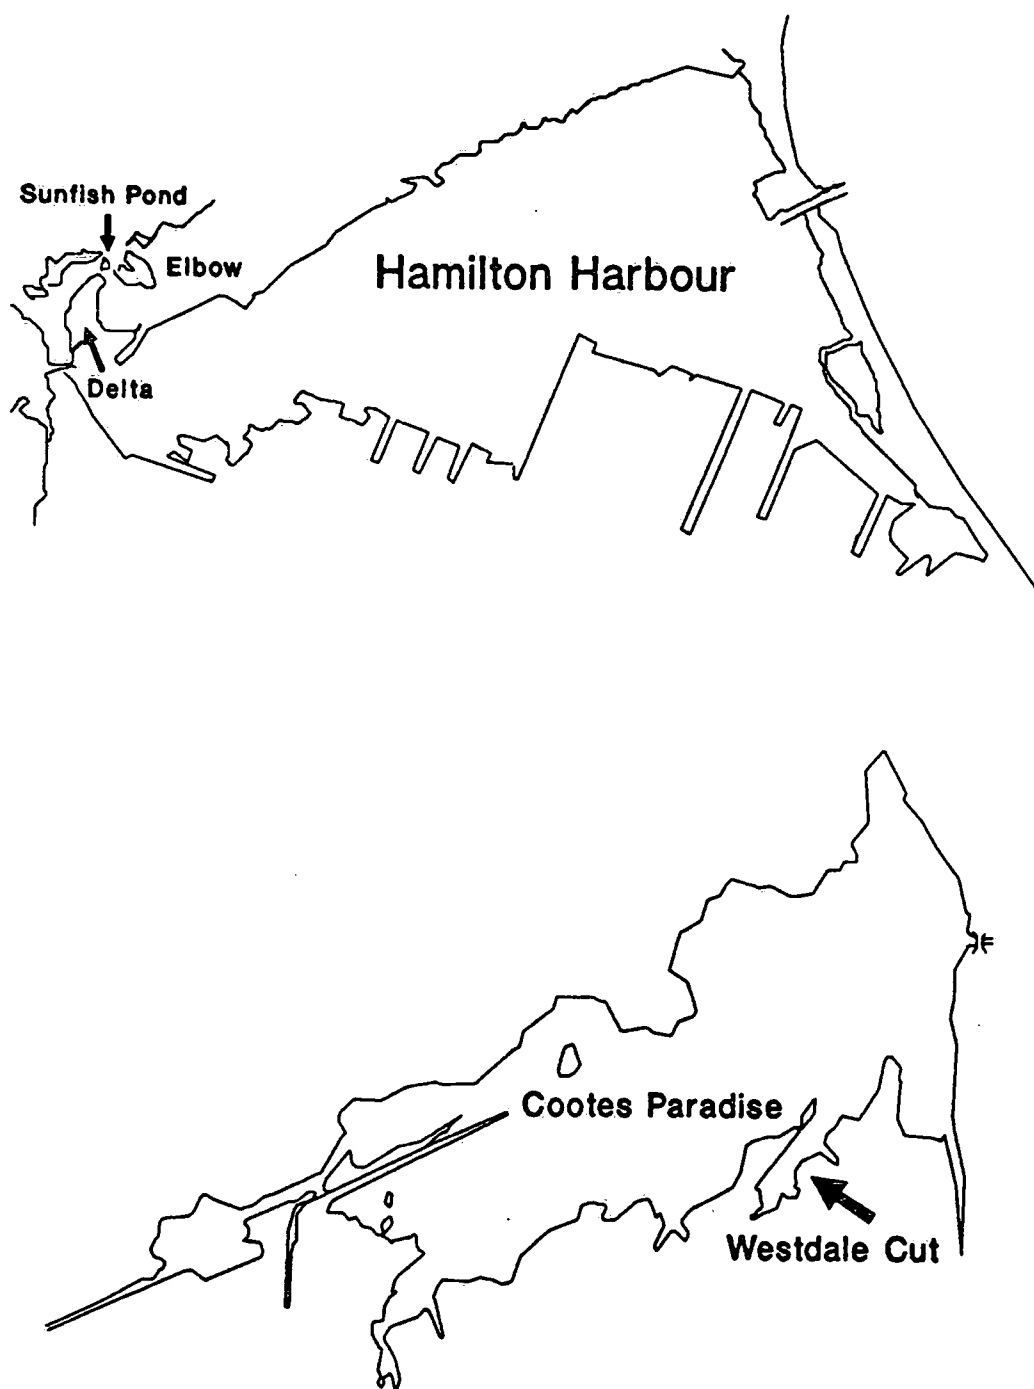 Sunfish Pond
Elbow
Hamilton Harbour
Delta
Cootes Paradise
Westdale Cut